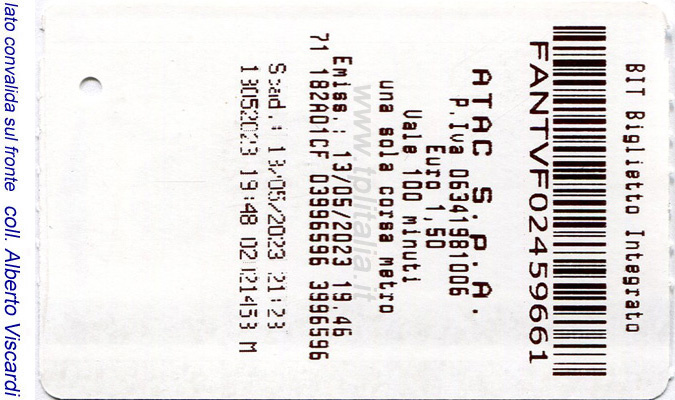 BIT Biglietto Integrato
FANTVF02459661
ATAC S.P.A.
P.Iva 06341981006
Euro 1,50
Vale 100 minuti
una sola corsa metro
www.tplitalia.it
Emiss.: 13/05/2023 19.46
71 182A01CF 03996596 3996596
Scad.: 13/05/2023 21:23
13052023 19:48 02121453 M
lato convalida sul fronte coll. Alberto Viscardi